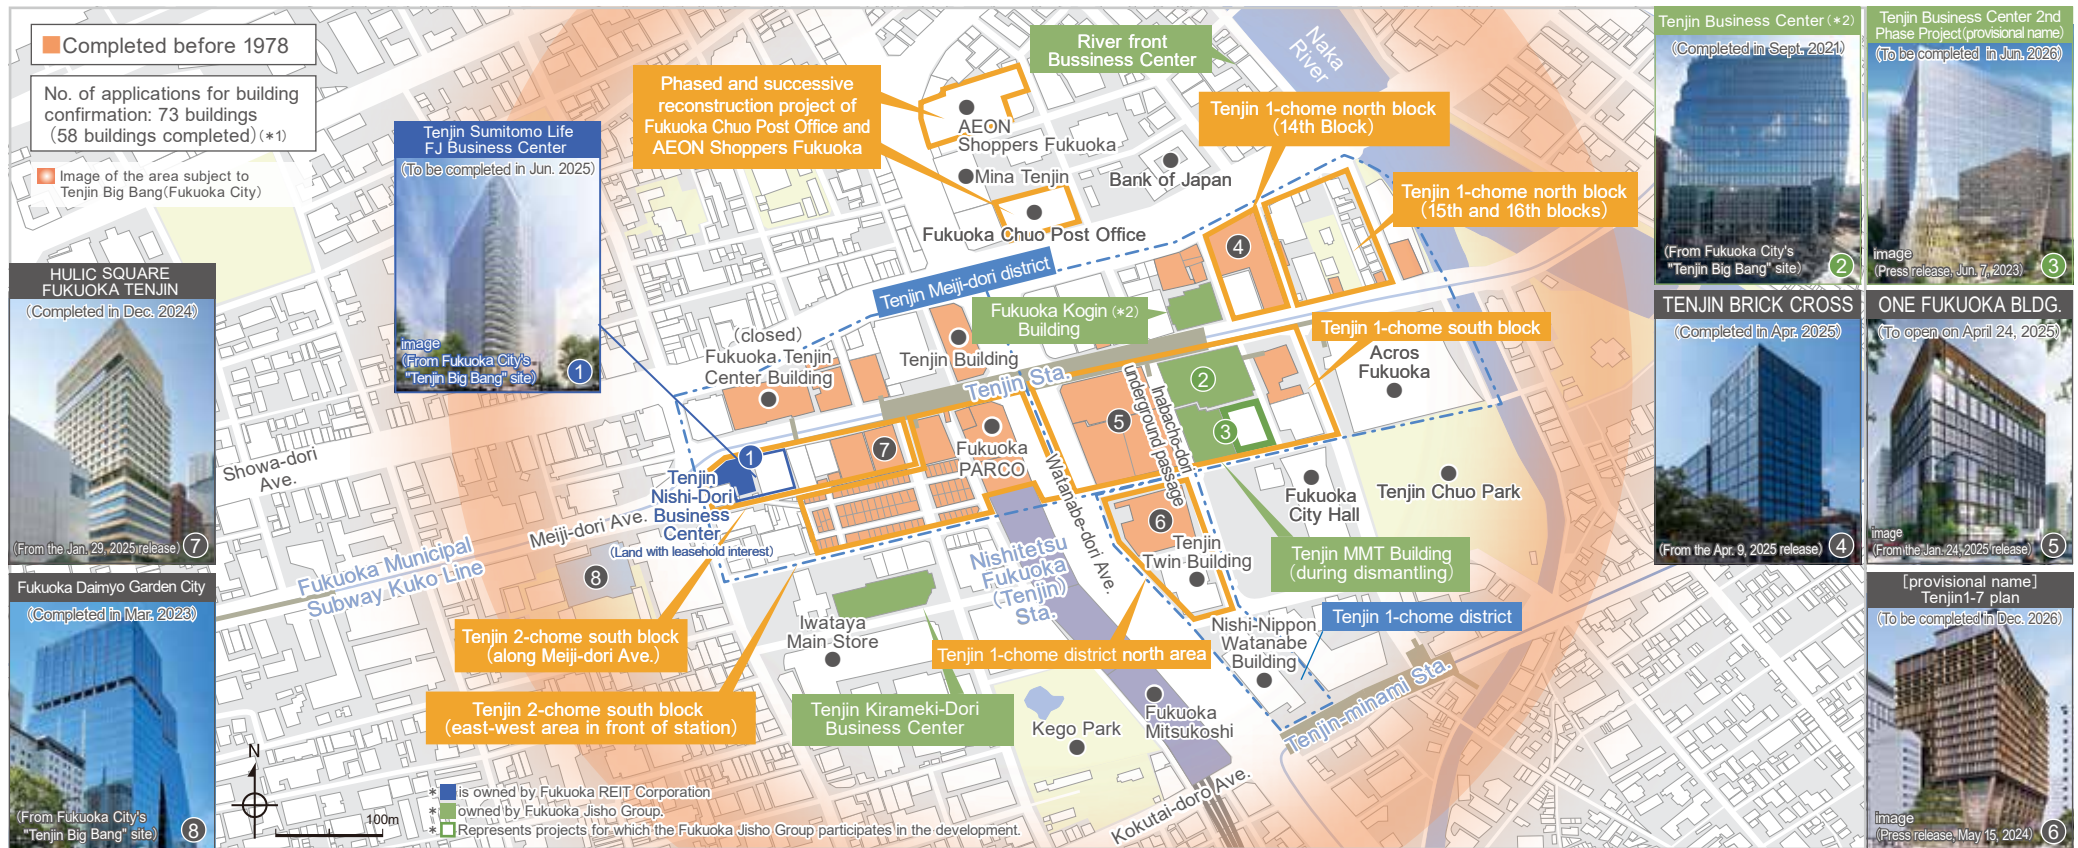 Completed before 1978
No. of applications for building
confirmation: 73 buildings
(58 buildings completed)(*1)
Image of the area subject to
Tenjin Big Bang(Fukuoka City)
Tenjin Sumitomo Life
FJ Business Center
(To be completed in Jun. 2025)
image
(From Fukuoka City's
"Tenjin Big Bang" site)
1
HULIC SQUARE
FUKUOKA TENJIN
(Completed in Dec. 2024)
(From the Jan. 29, 2025 release)
7
Fukuoka Daimyo Garden City
(Completed in Mar. 2023)
(From Fukuoka City's
"Tenjin Big Bang" site)
8
Phased and successive
reconstruction project of
Fukuoka Chuo Post Office and
AEON Shoppers Fukuoka
AEON
Shoppers Fukuoka
Mina Tenjin
Fukuoka Chuo Post Office
Bank of Japan
River front
Bussiness Center
Naka
River
Tenjin 1-chome north block
(14th Block)
Tenjin 1-chome north block
(15th and 16th blocks)
4
Tenjin Meiji-dori district
Fukuoka Kogin (*2)
Building
Tenjin 1-chome south block
(closed)
Fukuoka Tenjin
Center Building
Tenjin Building
Tenjin Sta.
Acros
Fukuoka
2
3
5
Inabachō-dori
underground passage
7
Fukuoka
PARCO
1
Tenjin
Nishi-Dori
Business
Center
(Land with leasehold interest)
Showa-dori
Ave.
Meiji-dori Ave.
Fukuoka Municipal
Subway Kuko Line
8
Watanabe-dori Ave.
Nishitetsu
Fukuoka
(Tenjin)
Sta.
6
Tenjin
Twin Building
Fukuoka
City Hall
Tenjin Chuo Park
Tenjin MMT Building
(during dismantling)
Tenjin 1-chome district
Nishi-Nippon
Watanabe
Building
Tenjin 1-chome district north area
Tenjin 2-chome south block
(along Meiji-dori Ave.)
Tenjin 2-chome south block
(east-west area in front of station)
Iwataya
Main Store
Tenjin Kirameki-Dori
Business Center
Kego Park
Fukuoka
Mitsukoshi
Tenjin-minami Sta.
Kokutai-doro Ave.
N
100m
* is owned by Fukuoka REIT Corporation
* owned by Fukuoka Jisho Group.
* Represents projects for which the Fukuoka Jisho Group participates in the development.
Tenjin Business Center (*2)
(Completed in Sept. 2021)
(From Fukuoka City's
"Tenjin Big Bang" site)
2
Tenjin Business Center 2nd
Phase Project(provisional name)
(To be completed in Jun. 2026)
image
(Press release, Jun. 7, 2023)
3
TENJIN BRICK CROSS
(Completed in Apr. 2025)
(From the Apr. 9, 2025 release)
4
ONE FUKUOKA BLDG.
(To open on April 24, 2025)
image
(From the Jan. 24, 2025 release)
5
[provisional name]
Tenjin1-7 plan
(To be completed in Dec. 2026)
image
(Press release, May 15, 2024)
6